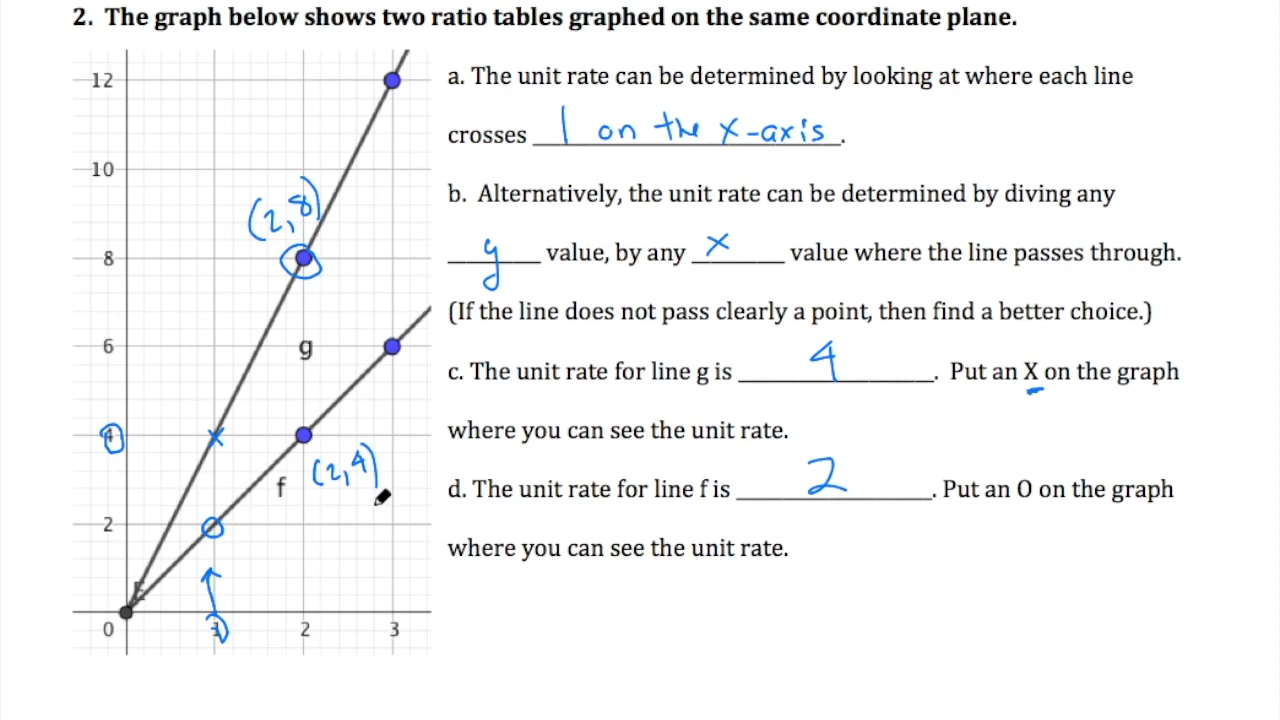 2. The graph below shows two ratio tables graphed on the same coordinate plane.
12
10
8
6
4
2
0
1
2
3
(2,8)
g
f
(2,4)
a. The unit rate can be determined by looking at where each line
crosses 1 on the x-axis.
b. Alternatively, the unit rate can be determined by diving any
y value, by any x value where the line passes through.
(If the line does not pass clearly a point, then find a better choice.)
c. The unit rate for line g is 4. Put an X on the graph
where you can see the unit rate.
d. The unit rate for line f is 2. Put an O on the graph
where you can see the unit rate.